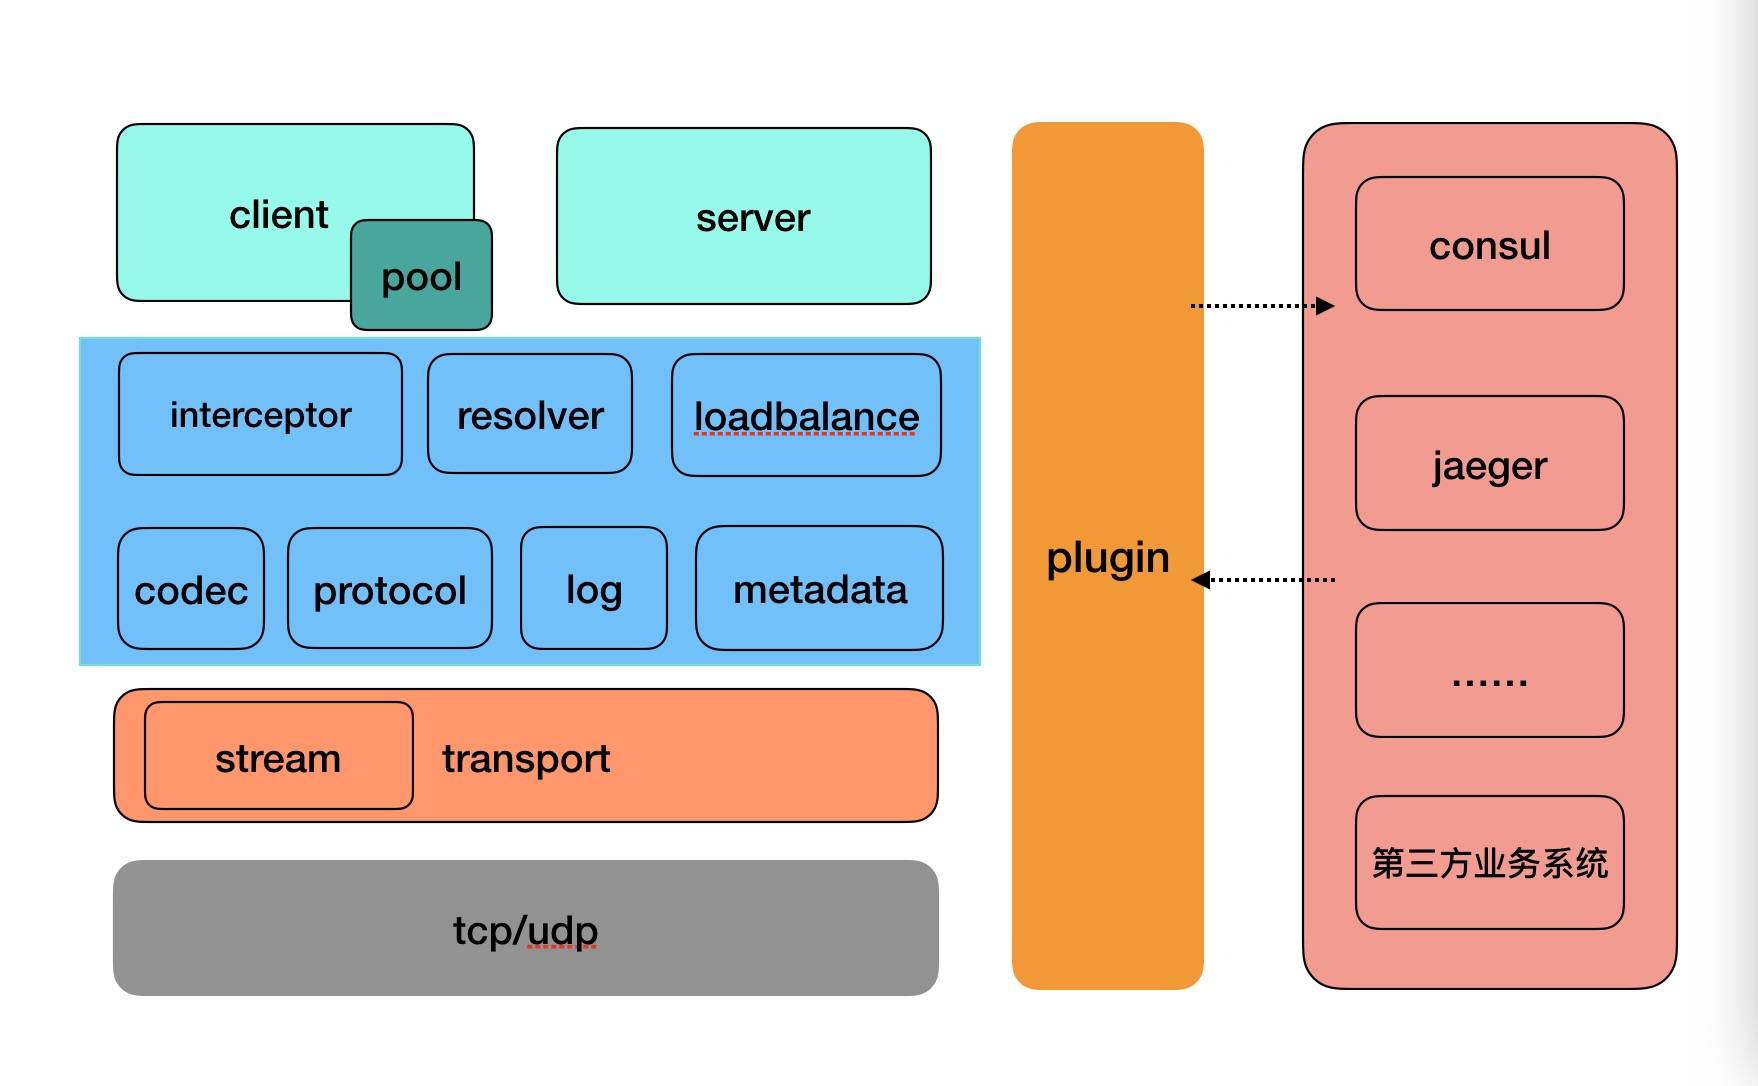 client
pool
server
interceptor
resolver
loadbalance
codec
protocol
log
metadata
stream
transport
tcp/udp
plugin
consul
jaeger
......
第三方业务系统